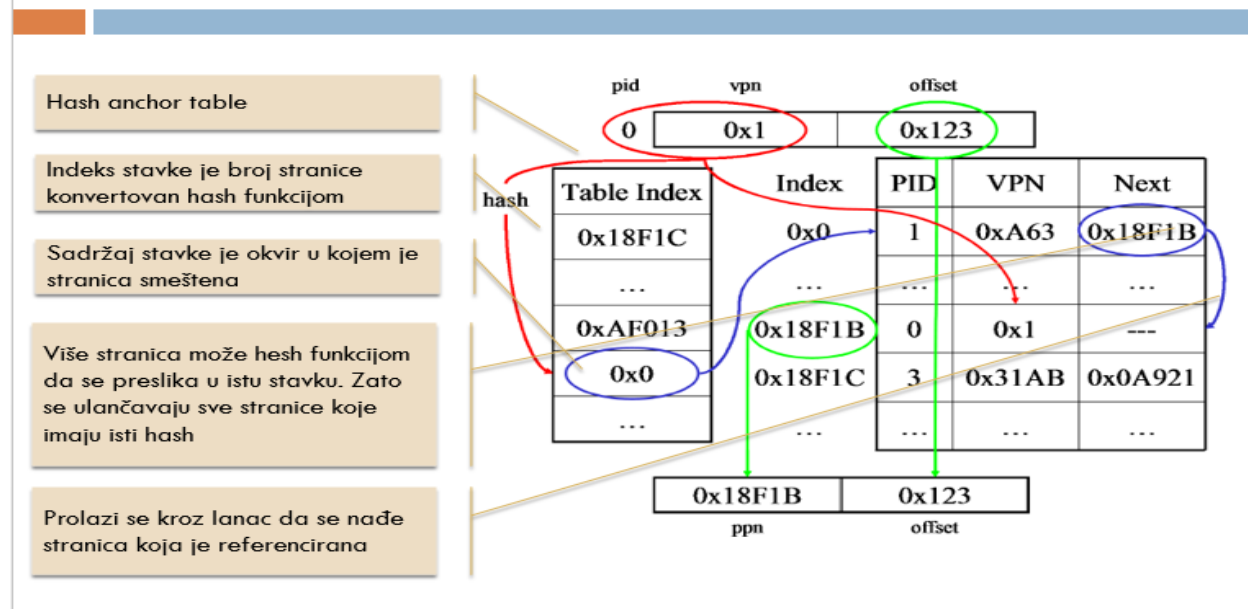 Hash anchor table
Indeks stavke je broj stranice
konvertovan hash funkcijom
Sadržaj stavke je okvir u kojem je
stranica smeštena
Više stranica može hesh funkcijom
da se preslika u istu stavku. Zato
se ulančavaju sve stranice koje
imaju isti hash
Prolazi se kroz lanac da se nađe
stranica koja je referencirana
pid vpn offset
0 0x1 0x123
hash
Table Index
0x18F1C
...
0xAF013
0x0
...
Index PID VPN Next
0x0 1 0xA63 0x18F1B
... ... ... ...
0x18F1B 0 0x1 ---
0x18F1C 3 0x31AB 0x0A921
... ... ... ...
0x18F1B 0x123
ppn offset